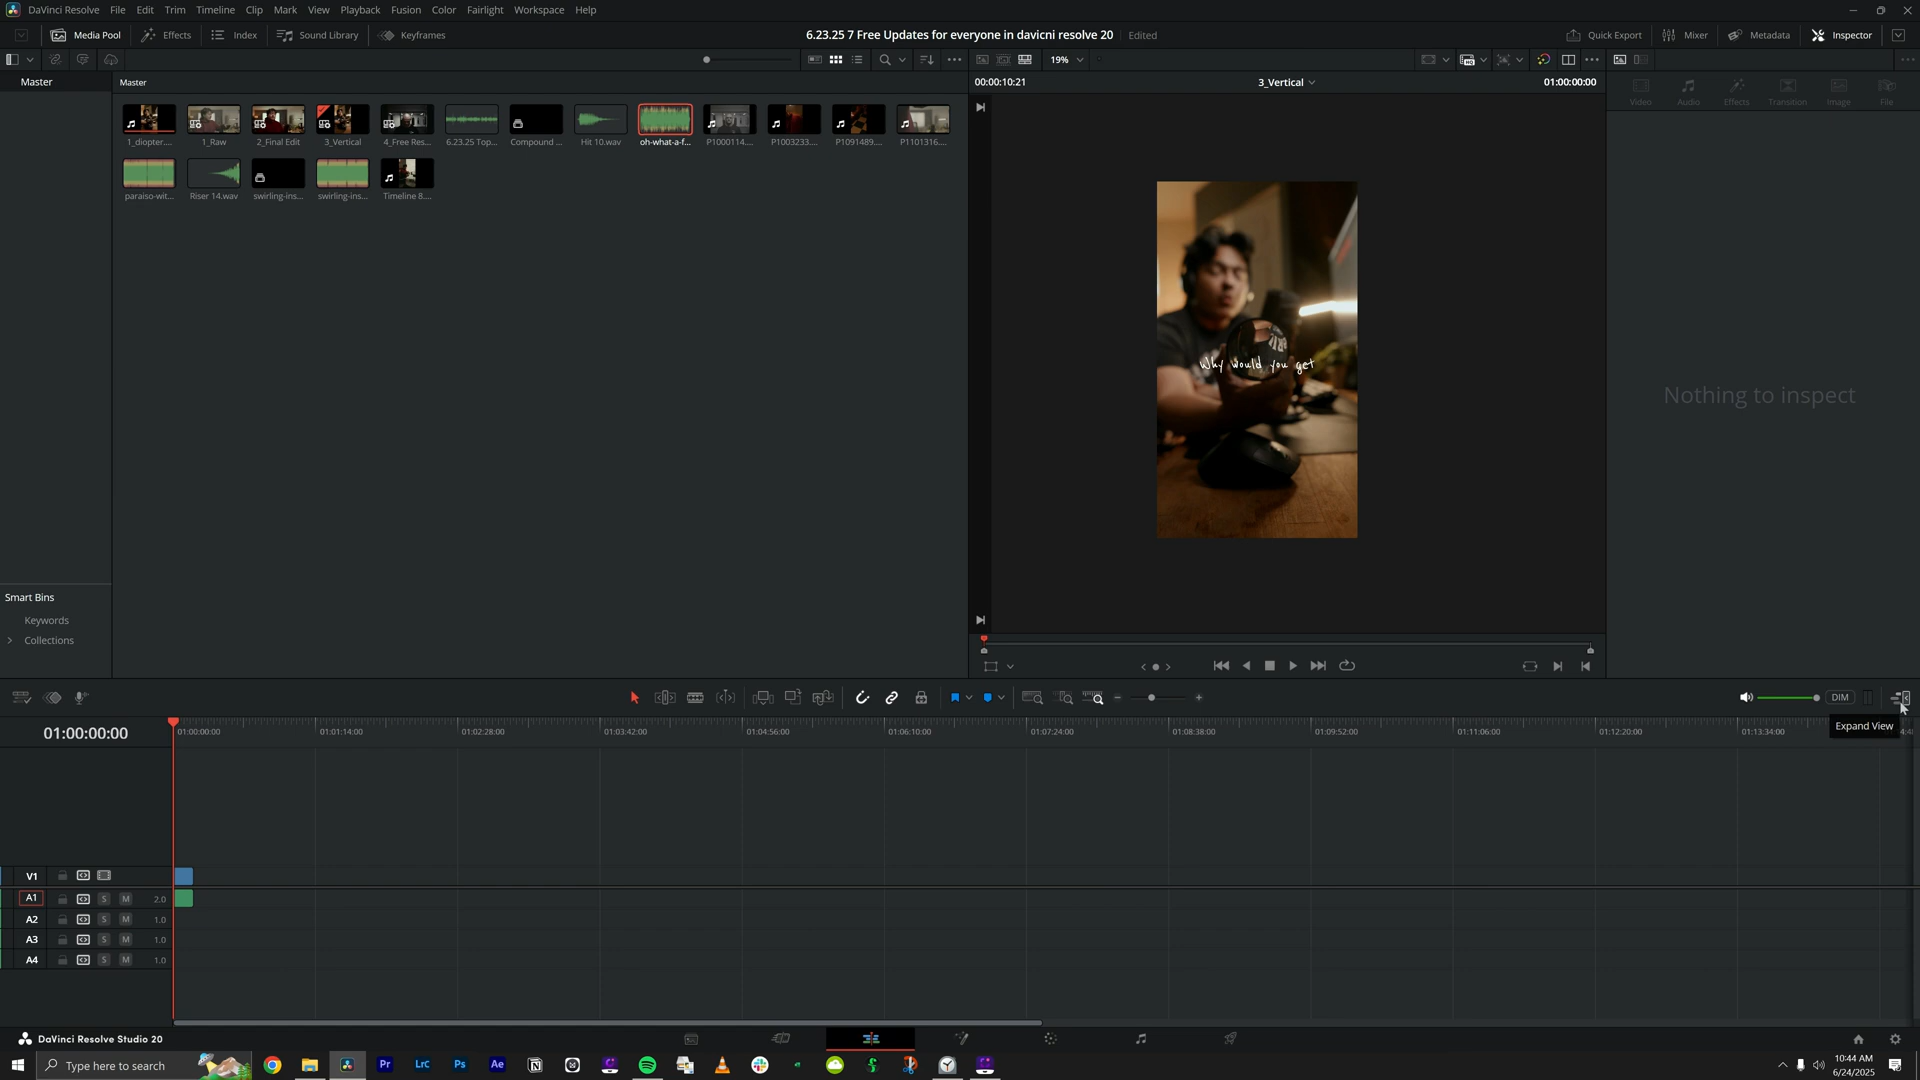 DaVinci Resolve File Edit Trim Timeline Clip Mark View Playback Fusion Color Fairlight Workspace Help
Media Pool Effects Index Sound Library Keyframes 6.23.25 7 Free Updates for everyone in davicni resolve 20 Edited Quick Export Mixer Metadata Inspector
19% 00:00:10:21 3_Vertical 01:00:00:00
Master Master
Video Audio Effects Transition Image File
1_diopter.... 1_Raw 2_Final Edit 3_Vertical 4_Free Res... 6.23.25 Top... Compound ... Hit 10.wav oh-what-a-f... P1000114.... P1003233.... P1091489.... P1101316....
paraiso-wit... Riser 14.wav swirling-ins... swirling-ins... Timeline 8....
Why would you get
Nothing to inspect
Smart Bins
Keywords
Collections
DIM
Expand View
01:00:00:00 01:00:00:00 01:01:14:00 01:02:28:00 01:03:42:00 01:04:56:00 01:06:10:00 01:07:24:00 01:08:38:00 01:09:52:00 01:11:06:00 01:12:20:00 01:13:34:00
V1
A1 S M 2.0
A2 S M 1.0
A3 S M 1.0
A4 S M 1.0
DaVinci Resolve Studio 20
Type here to search Pr LrC Ps Ae
10:44 AM
6/24/2025